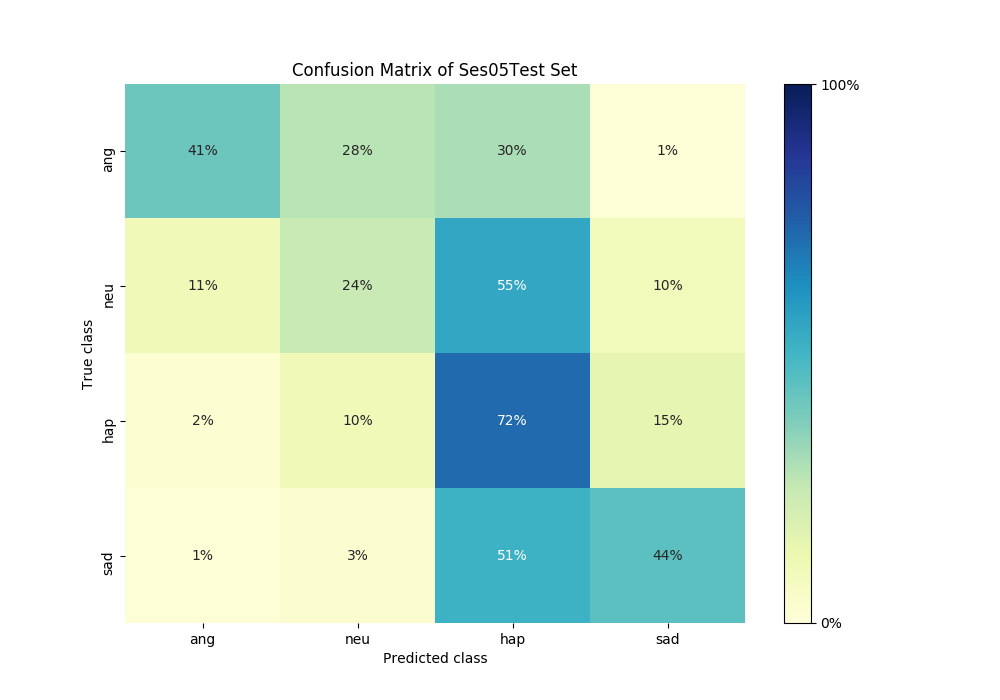 Confusion Matrix of Ses05Test Set
100%
ang 41% 28% 30% 1%
neu 11% 24% 55% 10%
True class
hap 2% 10% 72% 15%
sad 1% 3% 51% 44%
0%
ang neu hap sad
Predicted class